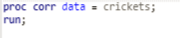 proc corr data = crickets;
run;